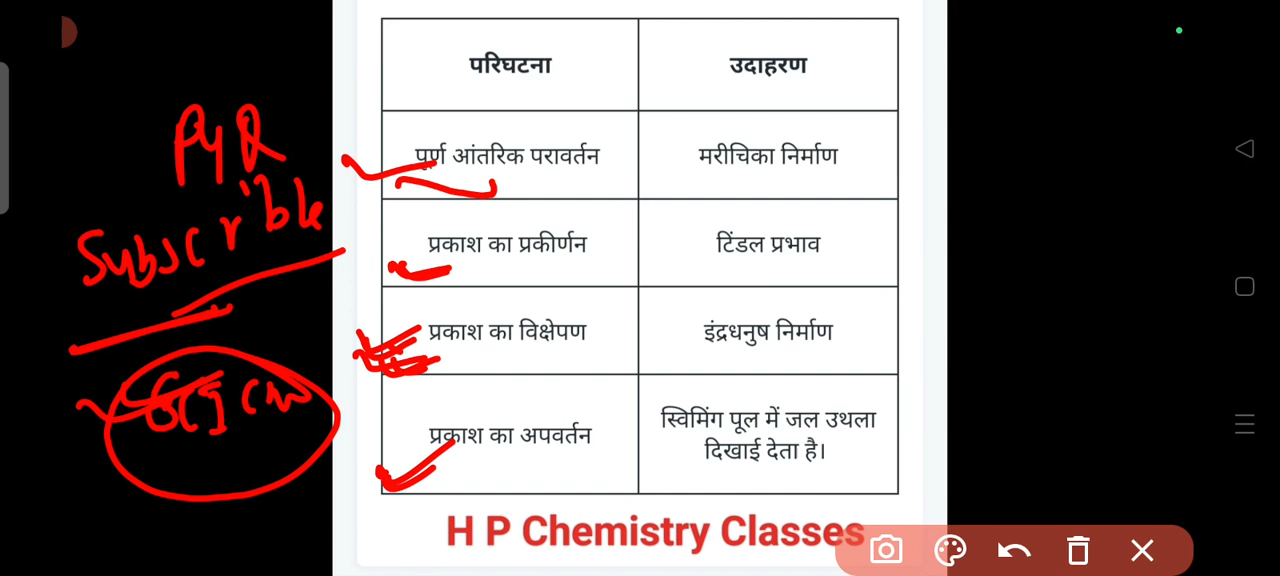 परिघटना
उदाहरण
पूर्ण आंतरिक परावर्तन
मरीचिका निर्माण
प्रकाश का प्रकीर्णन
टिंडल प्रभाव
प्रकाश का विक्षेपण
इंद्रधनुष निर्माण
प्रकाश का अपवर्तन
स्विमिंग पूल में जल उथला
दिखाई देता है।
H P Chemistry Classes
PYQ
Subscrible